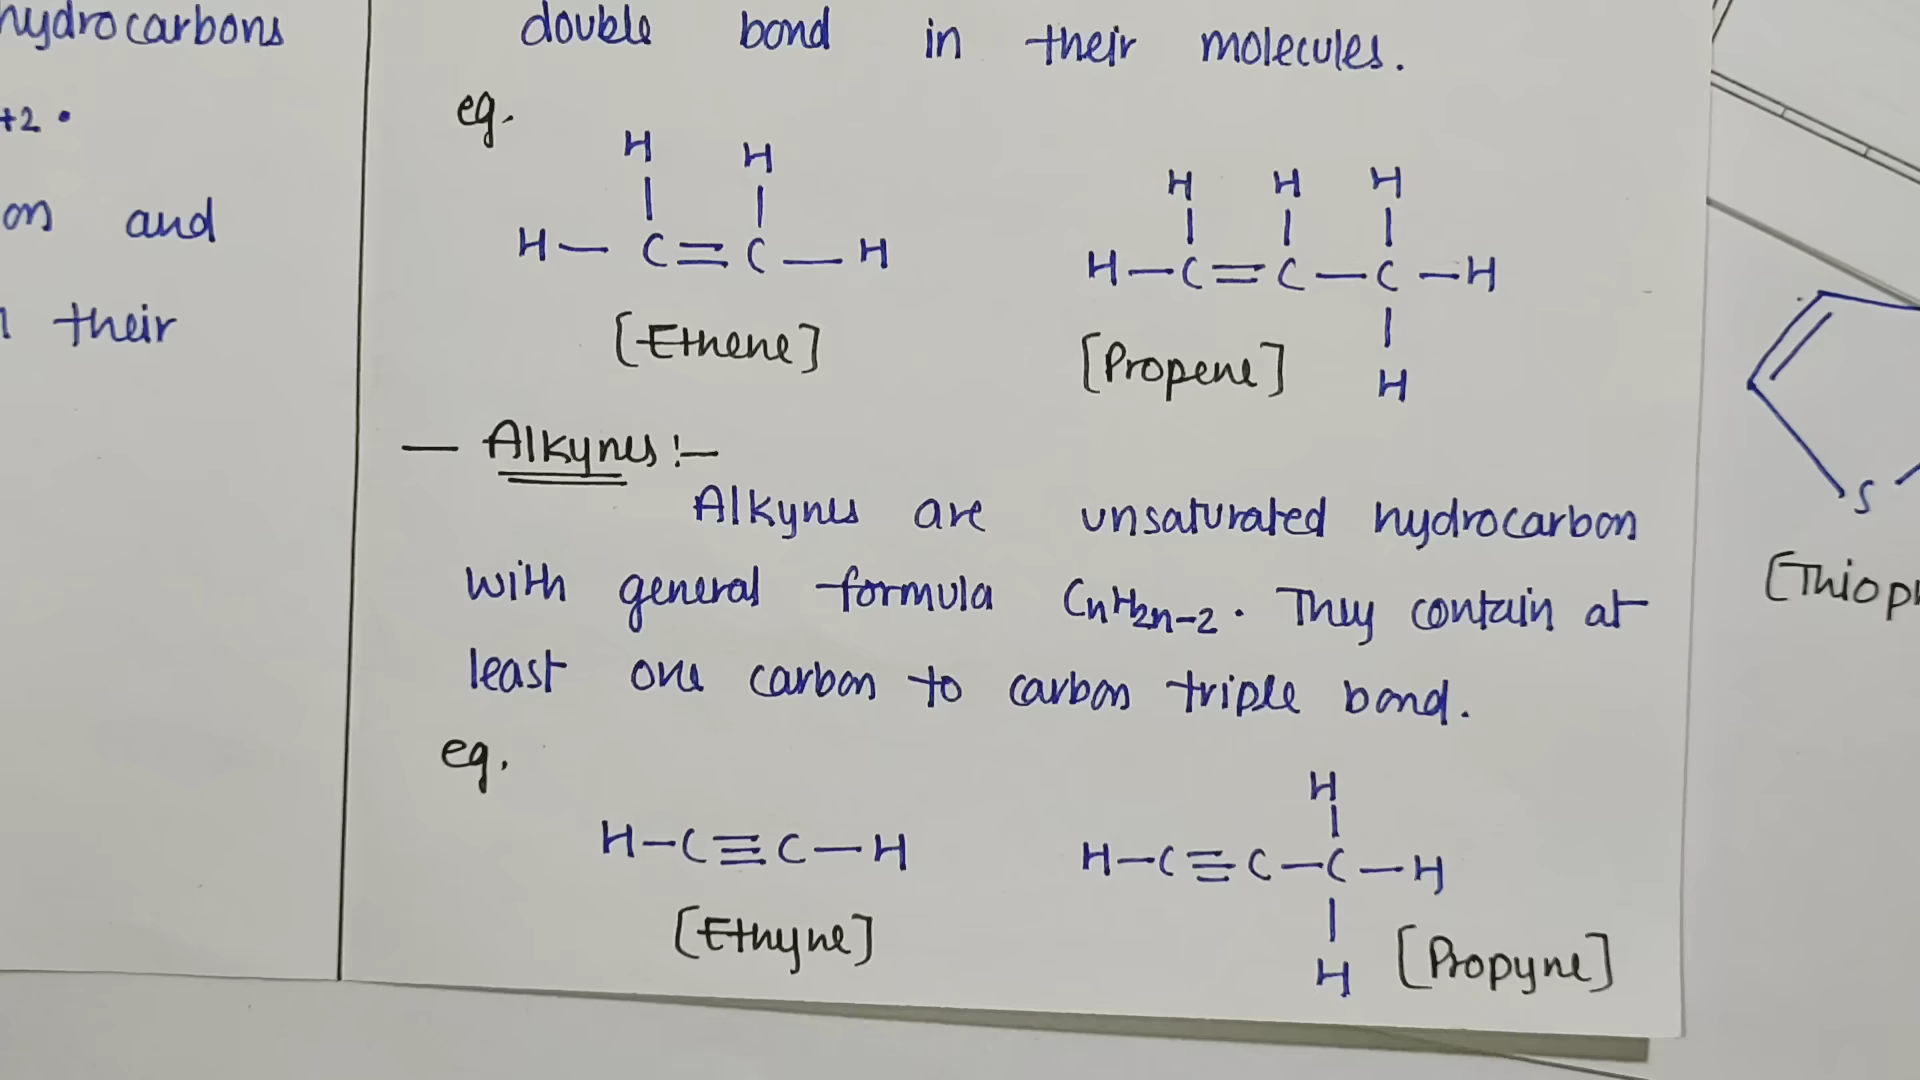 hydrocarbons
+2.
on and
their
double bond in their molecules.
eg.
H H
H — C = C — H
[Ethene]
H H H
H — C = C — C — H
H
[Propene]
— Alkynes :—
Alkynes are unsaturated hydrocarbon
with general formula CnH2n-2. They contain at
least one carbon to carbon triple bond.
eg.
H — C ≡ C — H
[Ethyne]
H
H — C ≡ C — C — H
H
[Propyne]
S